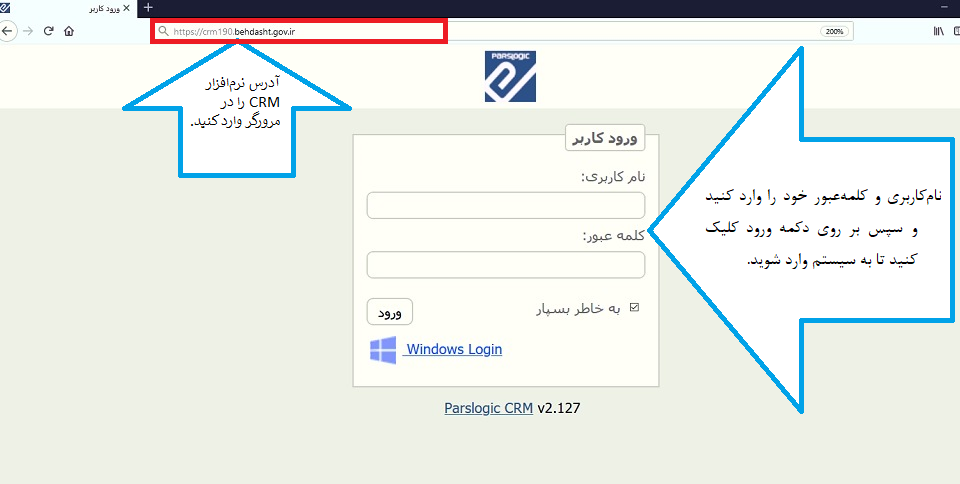 ورود کاربر
https://crm190.behdasht.gov.ir
200%
PARSLOGIC
آدرس نرم‌افزار
CRM را در
مرورگر وارد کنید.
ورود کاربر
نام کاربری:
کلمه عبور:
به خاطر بسپار
ورود
Windows Login
Parslogic CRM v2.127
نام‌کاربری و کلمه‌عبور خود را وارد کنید
و سپس بر روی دکمه ورود کلیک
کنید تا به سیستم وارد شوید.